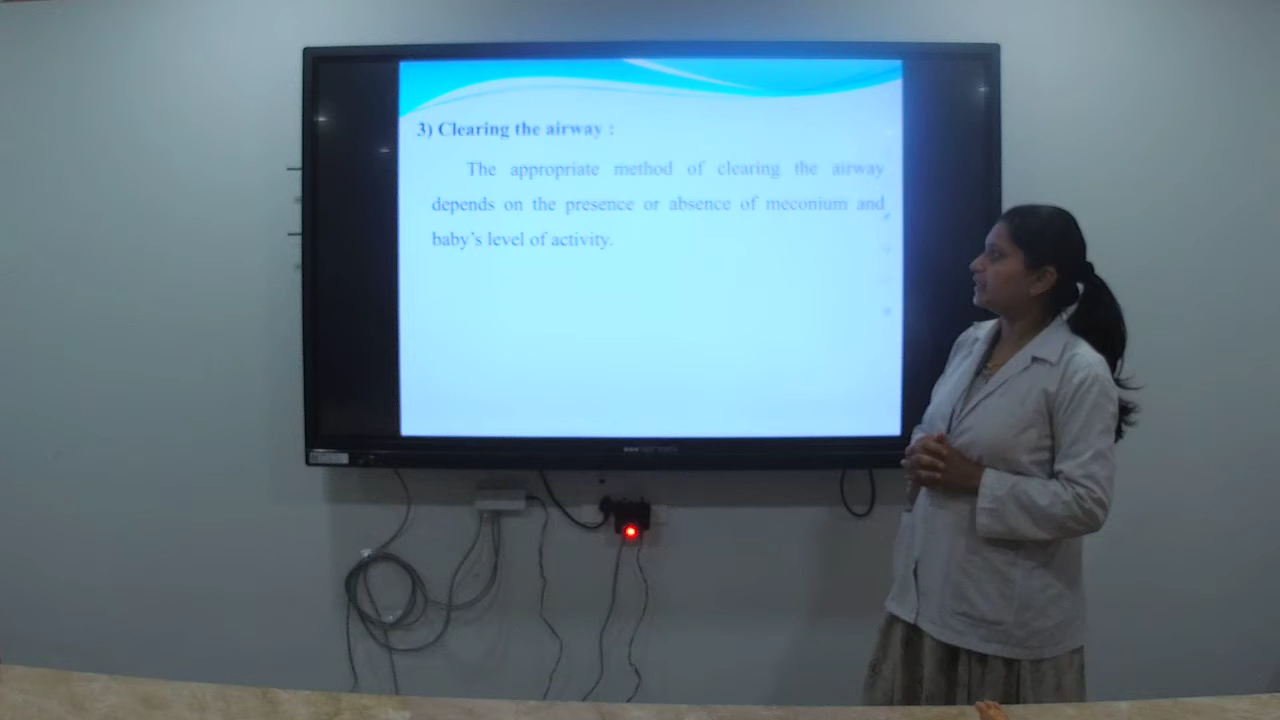 3) Clearing the airway :
The appropriate method of clearing the airway
depends on the presence or absence of meconium and
baby's level of activity.